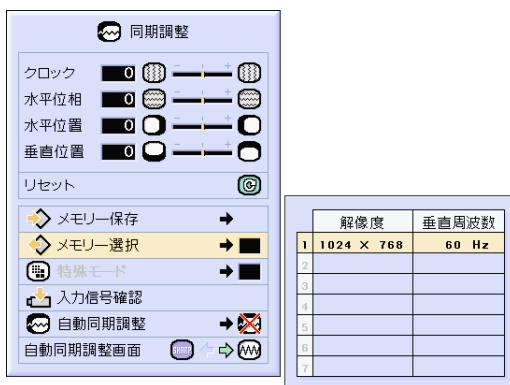 同期調整
クロック 0 - +
水平位相 0 - +
水平位置 0 - +
垂直位置 0 - +
リセット
メモリー保存
メモリー選択
特殊モード
入力信号確認
自動同期調整
自動同期調整画面 SHARP
解像度 垂直周波数
1 1024 × 768 60 Hz
2
3
4
5
6
7